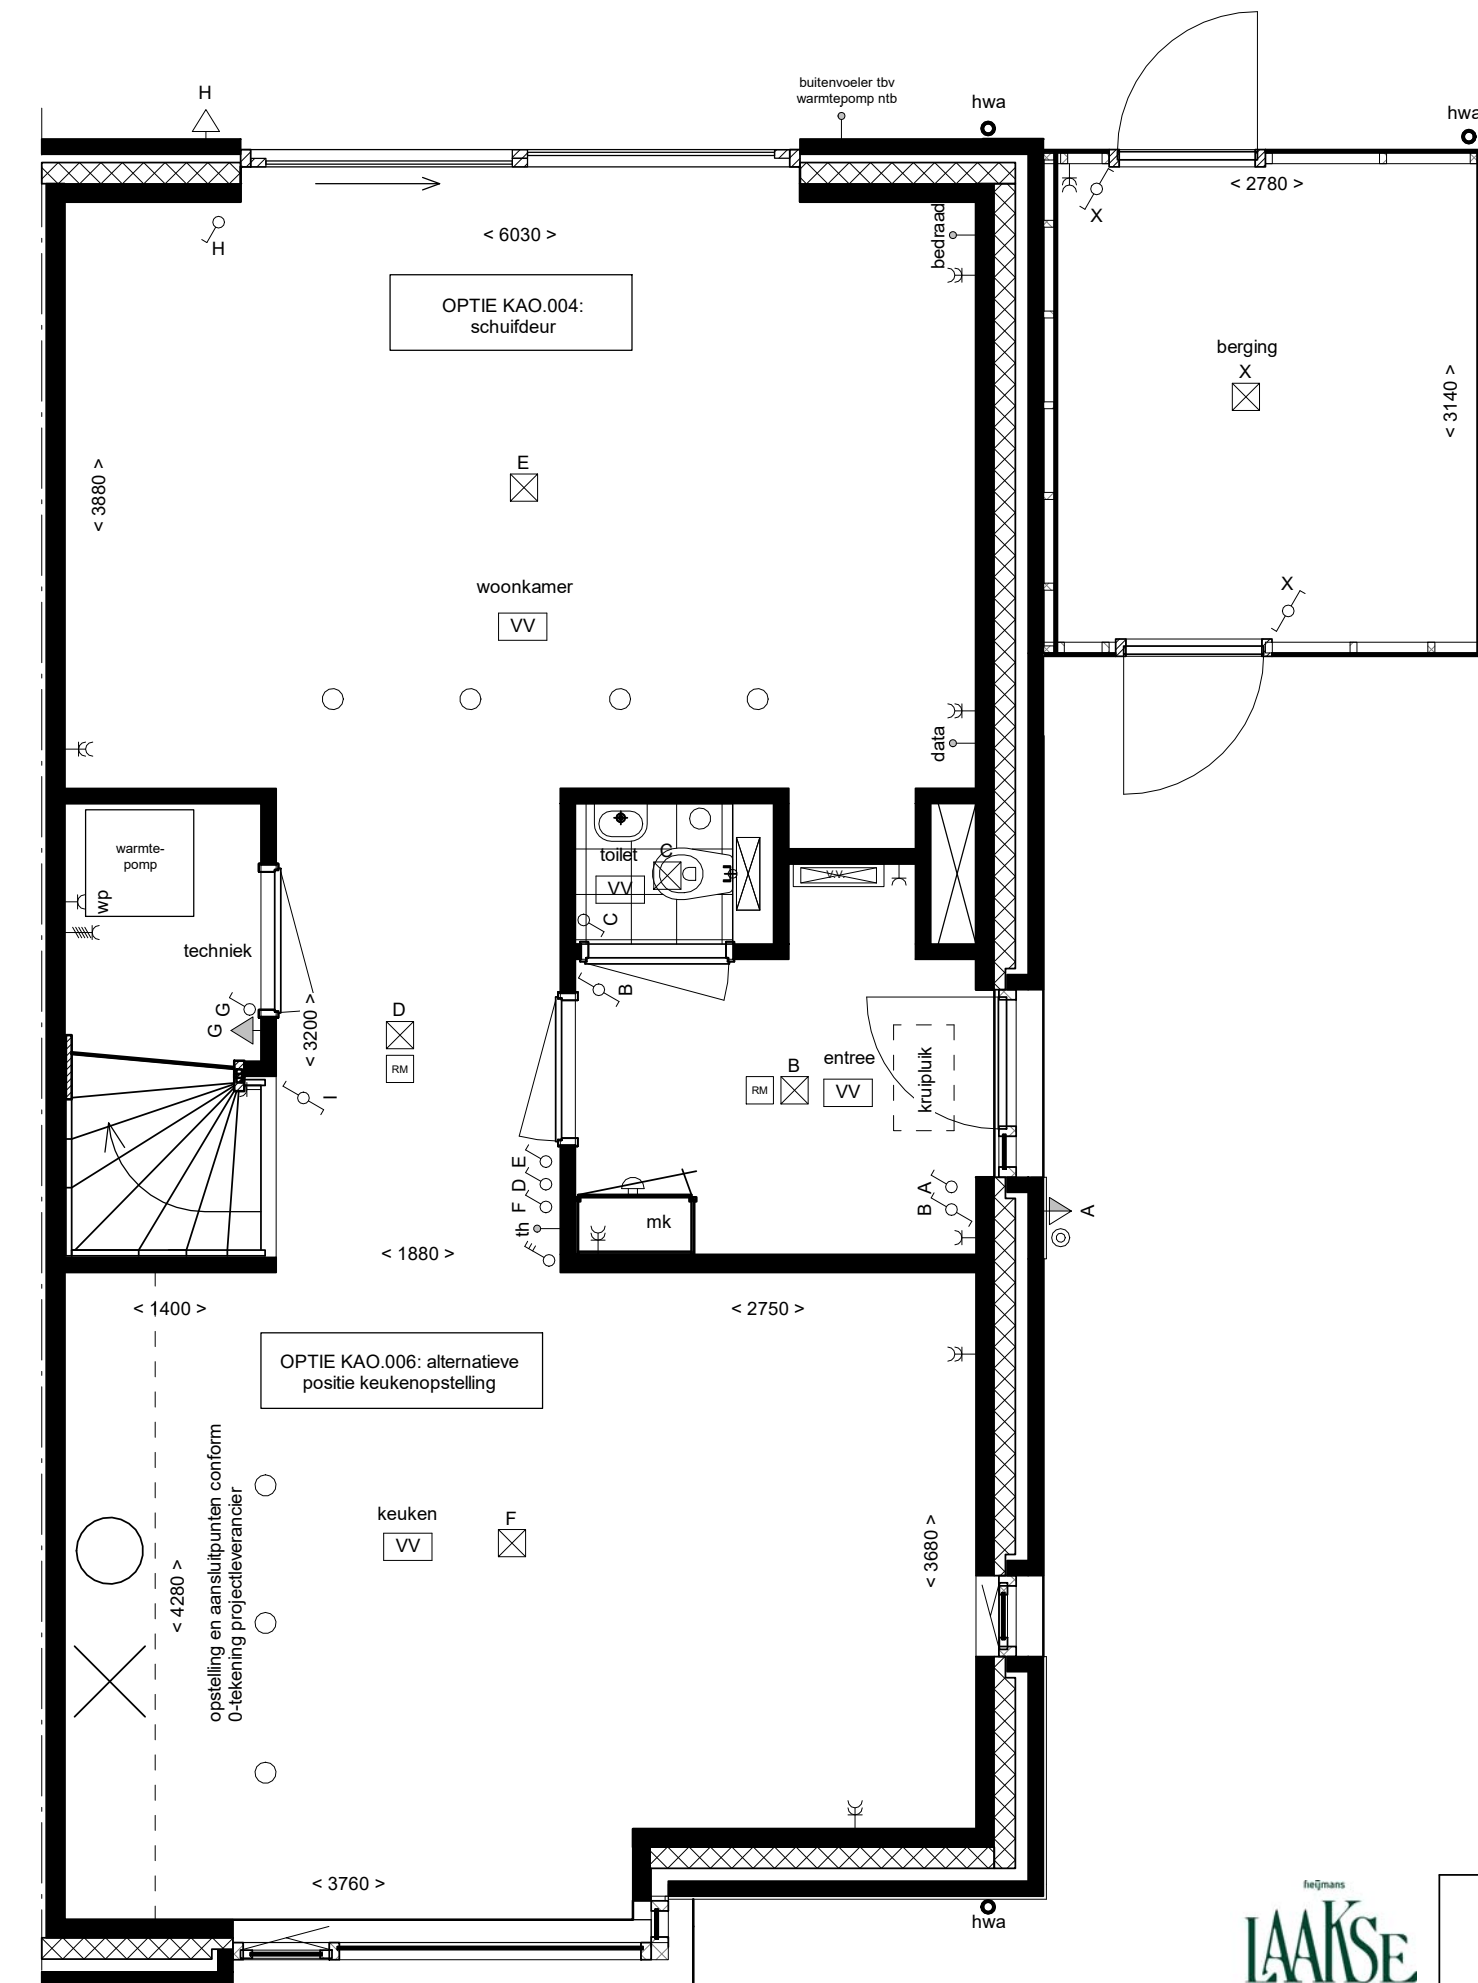 H
buitenvoeler tbv
warmtepomp ntb
hwa
hwa
< 2780 >
X
H
< 6030 >
bedraad
OPTIE KAO.004:
schuifdeur
berging
X
< 3140 >
E
< 3880 >
woonkamer
VV
X
data
warmte-
pomp
wp
techniek
toilet
C
VV
C
V.V.
B
G
G
< 3200 >
D
RM
I
entree
B
RM
VV
kruipluik
E
D
F
th
mk
A
B
A
< 1880 >
< 1400 >
< 2750 >
OPTIE KAO.006: alternatieve
positie keukenopstelling
opstelling en aansluitpunten conform
0-tekening projectleverancier
keuken
VV
F
< 3680 >
< 4280 >
< 3760 >
hwa
heijmans
LAAKSE